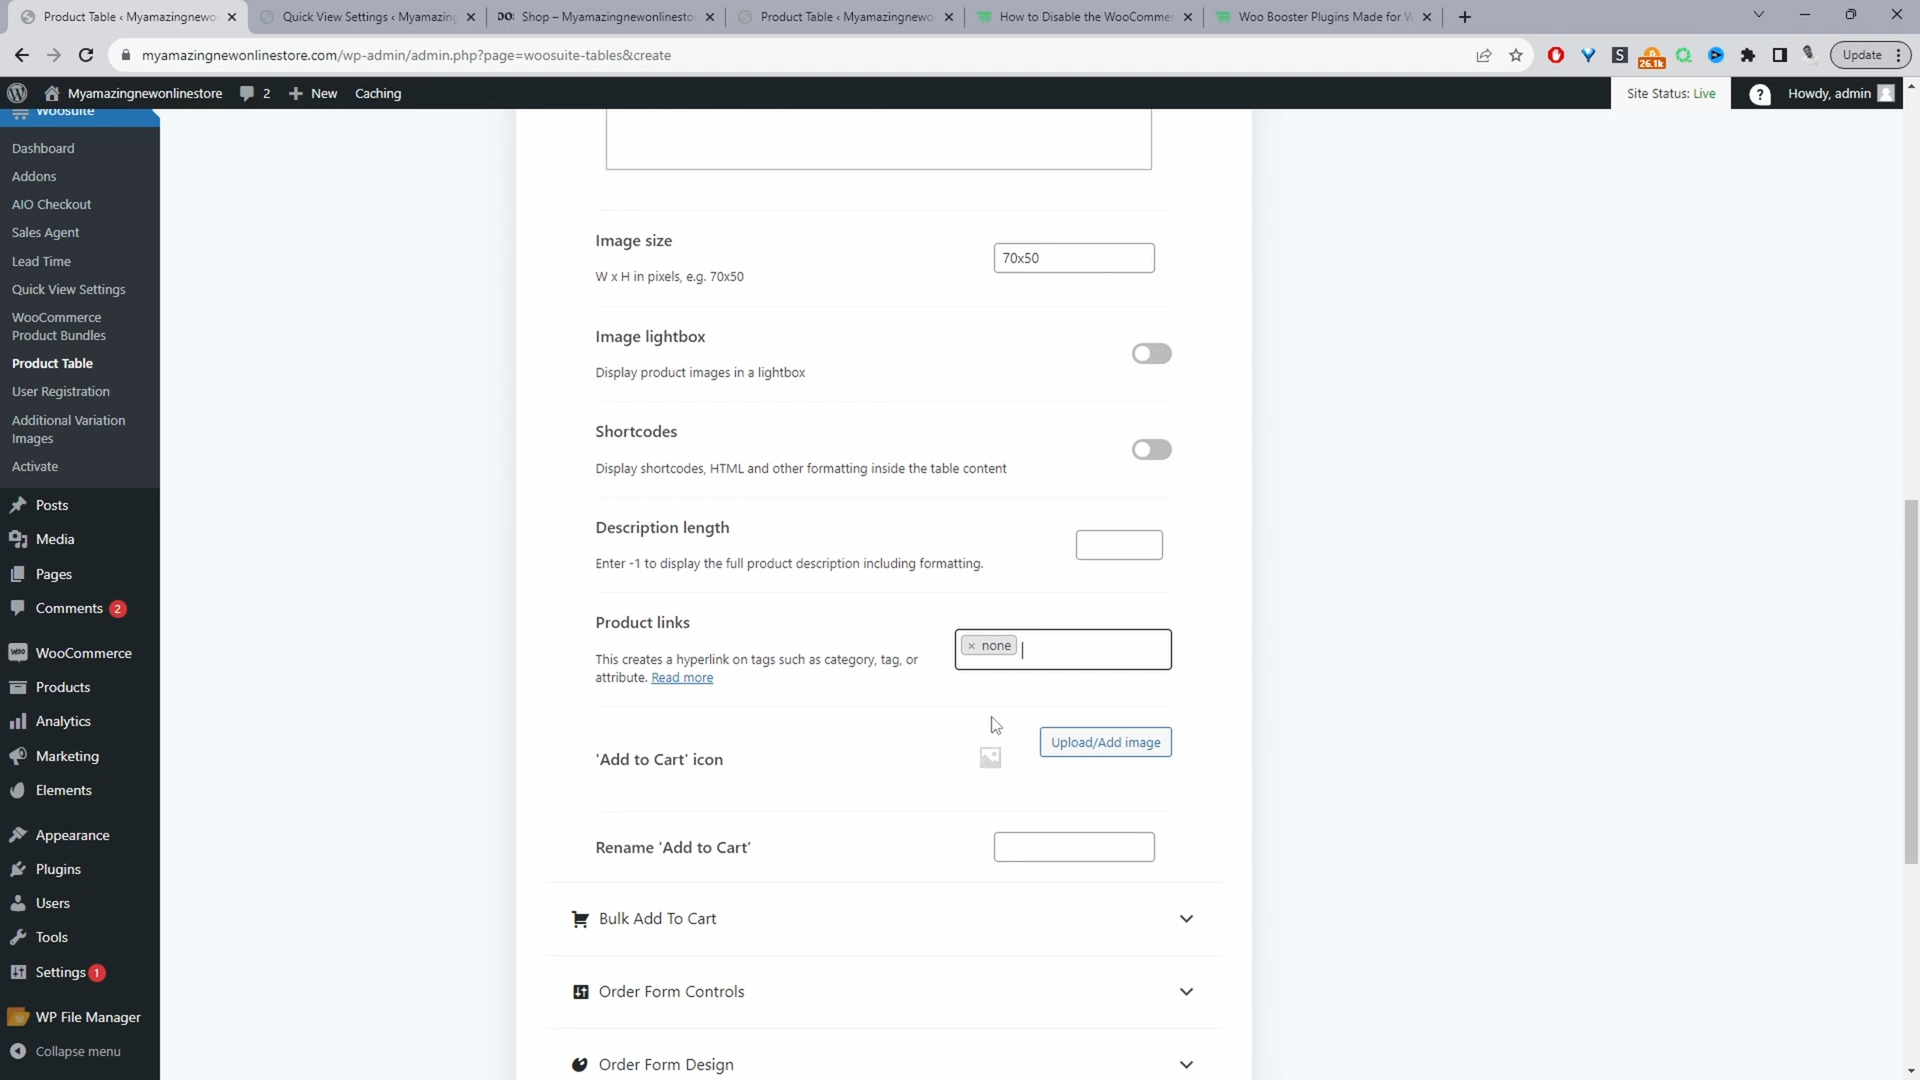 Product Table ‹ Myamazingnewo
Quick View Settings ‹ Myamazing
Shop – Myamazingnewonlinesto
Product Table ‹ Myamazingnewo
How to Disable the WooComme
Woo Booster Plugins Made for W
myamazingnewonlinestore.com/wp-admin/admin.php?page=woosuite-tables&create
26.1k
Update
Myamazingnewonlinestore
2
New
Caching
Site Status: Live
Howdy, admin
Woosuite
Dashboard
Addons
AIO Checkout
Sales Agent
Lead Time
Quick View Settings
WooCommerce
Product Bundles
Product Table
User Registration
Additional Variation
Images
Activate
Posts
Media
Pages
Comments 2
WooCommerce
Products
Analytics
Marketing
Elements
Appearance
Plugins
Users
Tools
Settings 1
WP File Manager
Collapse menu
Image size
W x H in pixels, e.g. 70x50
70x50
Image lightbox
Display product images in a lightbox
Shortcodes
Display shortcodes, HTML and other formatting inside the table content
Description length
Enter -1 to display the full product description including formatting.
Product links
This creates a hyperlink on tags such as category, tag, or
attribute. Read more
× none
'Add to Cart' icon
Upload/Add image
Rename 'Add to Cart'
Bulk Add To Cart
Order Form Controls
Order Form Design